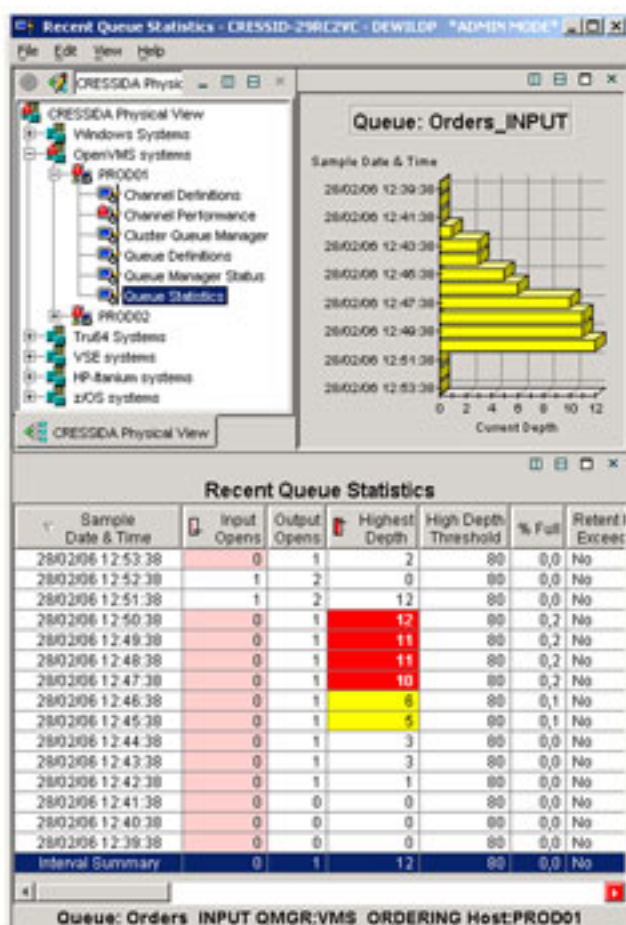 Recent Queue Statistics - CRESSID-29RC2VC - DEWILDP *ADMIN MODE*
File Edit View Help
CRESSIDA Physic
CRESSIDA Physical View
Windows Systems
OpenVMS systems
PROD01
Channel Definitions
Channel Performance
Cluster Queue Manager
Queue Definitions
Queue Manager Status
Queue Statistics
PROD02
Tru64 Systems
VSE systems
HP-Itanium systems
z/OS systems
CRESSIDA Physical View
Queue: Orders_INPUT
Sample Date & Time
28/02/06 12:39:38
28/02/06 12:41:38
28/02/06 12:43:38
28/02/06 12:45:38
28/02/06 12:47:38
28/02/06 12:49:38
28/02/06 12:51:38
28/02/06 12:53:38
0 2 4 6 8 10 12
Current Depth
Recent Queue Statistics
Sample Date & Time Input Opens Output Opens Highest Depth High Depth Threshold % Full Retent I Exceed
28/02/06 12:53:38 0 1 2 80 0,0 No
28/02/06 12:52:38 1 2 0 80 0,0 No
28/02/06 12:51:38 1 2 12 80 0,0 No
28/02/06 12:50:38 0 1 12 80 0,2 No
28/02/06 12:49:38 0 1 11 80 0,2 No
28/02/06 12:48:38 0 1 11 80 0,2 No
28/02/06 12:47:38 0 1 10 80 0,2 No
28/02/06 12:46:38 0 1 6 80 0,1 No
28/02/06 12:45:38 0 1 5 80 0,1 No
28/02/06 12:44:38 0 1 3 80 0,0 No
28/02/06 12:43:38 0 1 3 80 0,0 No
28/02/06 12:42:38 0 1 1 80 0,0 No
28/02/06 12:41:38 0 0 0 80 0,0 No
28/02/06 12:40:38 0 0 0 80 0,0 No
28/02/06 12:39:38 0 0 0 80 0,0 No
Interval Summary 0 1 12 80 0,0 No
Queue: Orders_INPUT QMGR:VMS_ORDERING Host:PROD01